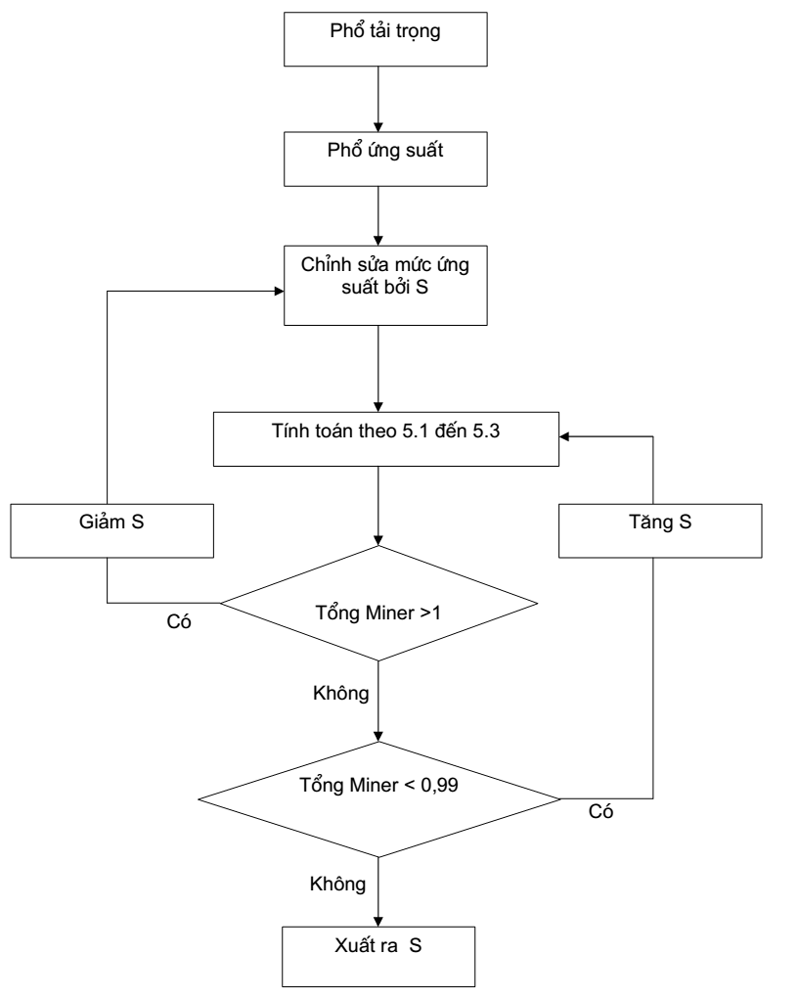 Phổ tải trọng
Phổ ứng suất
Chỉnh sửa mức ứng
suất bởi S
Tính toán theo 5.1 đến 5.3
Giảm S
Tăng S
Tổng Miner >1
Có
Không
Tổng Miner < 0,99
Có
Không
Xuất ra S